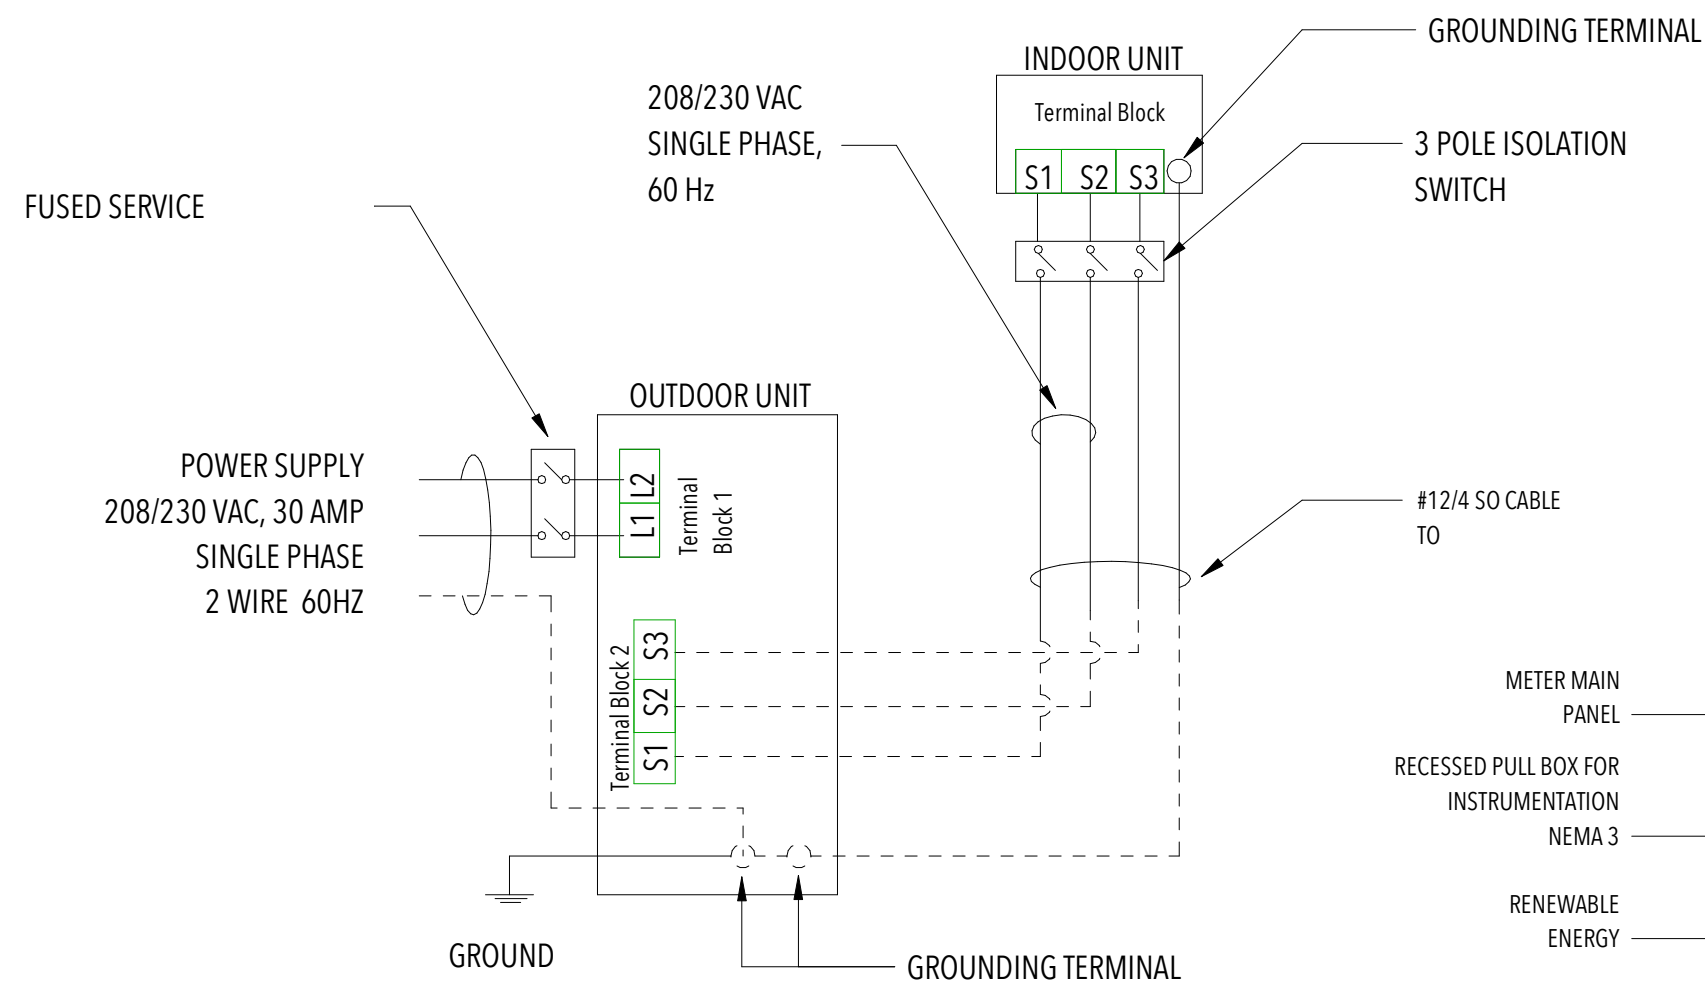 GROUNDING TERMINAL
INDOOR UNIT
Terminal Block
S1 S2 S3
208/230 VAC
SINGLE PHASE,
60 Hz
3 POLE ISOLATION
SWITCH
FUSED SERVICE
OUTDOOR UNIT
POWER SUPPLY
208/230 VAC, 30 AMP
SINGLE PHASE
2 WIRE 60HZ
L2
L1
Terminal
Block 1
#12/4 SO CABLE
TO
Terminal Block 2
S3
S2
S1
METER MAIN
PANEL
RECESSED PULL BOX FOR
INSTRUMENTATION
NEMA 3
RENEWABLE
ENERGY
GROUND
GROUNDING TERMINAL